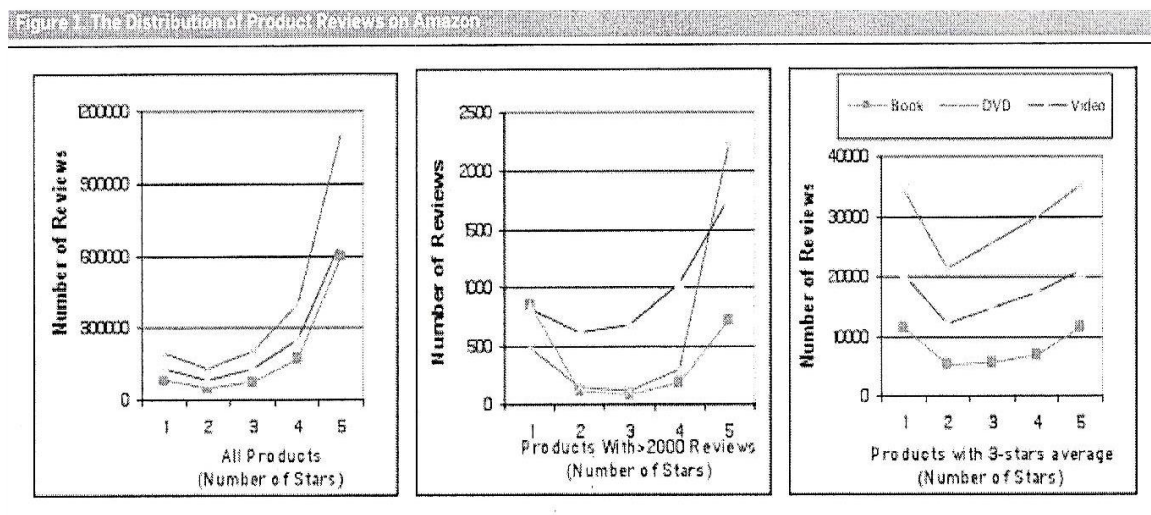 Figure 1. The Distribution of Product Reviews on Amazon
Number of Reviews
1200000
900000
600000
300000
0
1 2 3 4 5
All Products
(Number of Stars)
Number of Reviews
2500
2000
1500
1000
500
0
1 2 3 4 5
Products With>2000 Reviews
(Number of Stars)
Book DVD Video
Number of Reviews
40000
30000
20000
10000
0
1 2 3 4 5
Products with 3-stars average
(Number of Stars)